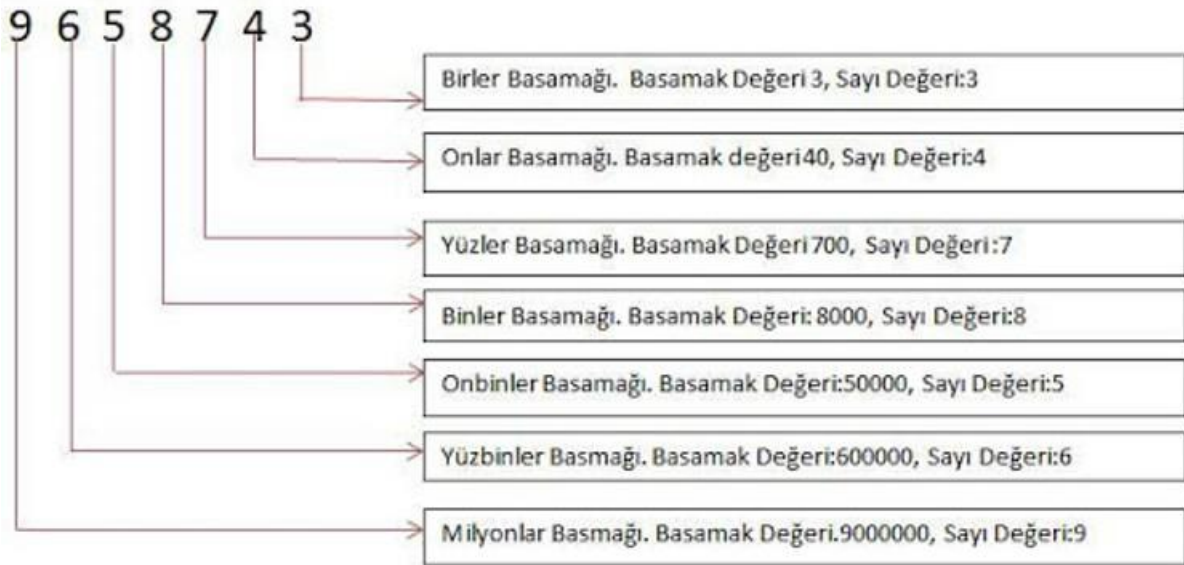 9 6 5 8 7 4 3
Birler Basamağı. Basamak Değeri 3, Sayı Değeri:3
Onlar Basamağı. Basamak değeri 40, Sayı Değeri:4
Yüzler Basamağı. Basamak Değeri 700, Sayı Değeri :7
Binler Basamağı. Basamak Değeri: 8000, Sayı Değeri:8
Onbinler Basamağı. Basamak Değeri:50000, Sayı Değeri:5
Yüzbinler Basmağı. Basamak Değeri:600000, Sayı Değeri:6
Milyonlar Basmağı. Basamak Değeri.9000000, Sayı Değeri:9